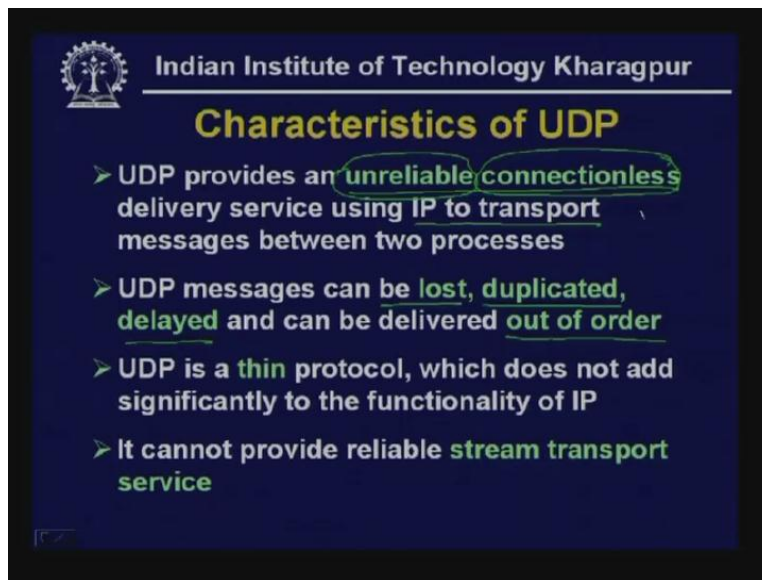 Indian Institute of Technology Kharagpur
Characteristics of UDP
➢ UDP provides an unreliable connectionless
delivery service using IP to transport
messages between two processes
➢ UDP messages can be lost, duplicated,
delayed and can be delivered out of order
➢ UDP is a thin protocol, which does not add
significantly to the functionality of IP
➢ It cannot provide reliable stream transport
service